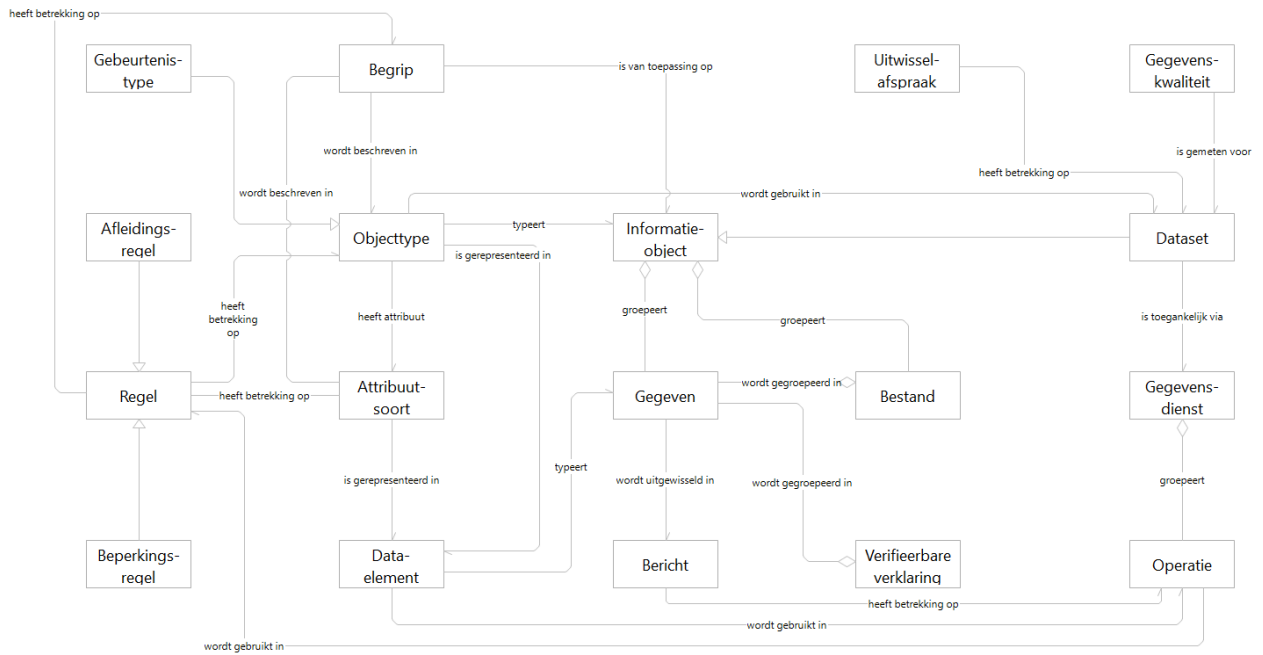 heeft betrekking op
Gebeurtenis-
type
Begrip
is van toepassing op
Uitwissel-
afspraak
Gegevens-
kwaliteit
wordt beschreven in
is gemeten voor
heeft betrekking op
wordt beschreven in
wordt gebruikt in
Afleidings-
regel
Objecttype
typeert
Informatie-
object
Dataset
is gerepresenteerd in
heeft
betrekking
op
heeft attribuut
groepeert
groepeert
is toegankelijk via
Regel
heeft betrekking op
Attribuut-
soort
Gegeven
wordt gegroepeerd in
Bestand
Gegevens-
dienst
typeert
is gerepresenteerd in
wordt uitgewisseld in
wordt gegroepeerd in
groepeert
Beperkings-
regel
Data-
element
Bericht
Verifieerbare
verklaring
Operatie
heeft betrekking op
wordt gebruikt in
wordt gebruikt in